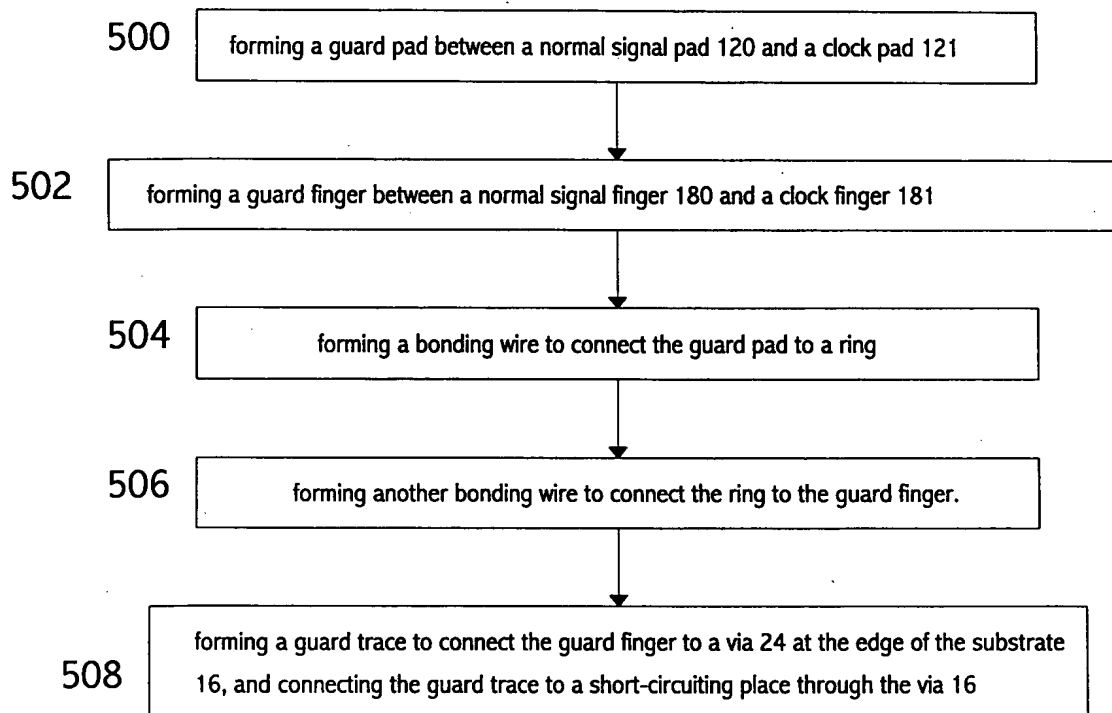 500
forming a guard pad between a normal signal pad 120 and a clock pad 121
502
forming a guard finger between a normal signal finger 180 and a clock finger 181
504
forming a bonding wire to connect the guard pad to a ring
506
forming another bonding wire to connect the ring to the guard finger.
508
forming a guard trace to connect the guard finger to a via 24 at the edge of the substrate
16, and connecting the guard trace to a short-circuiting place through the via 16